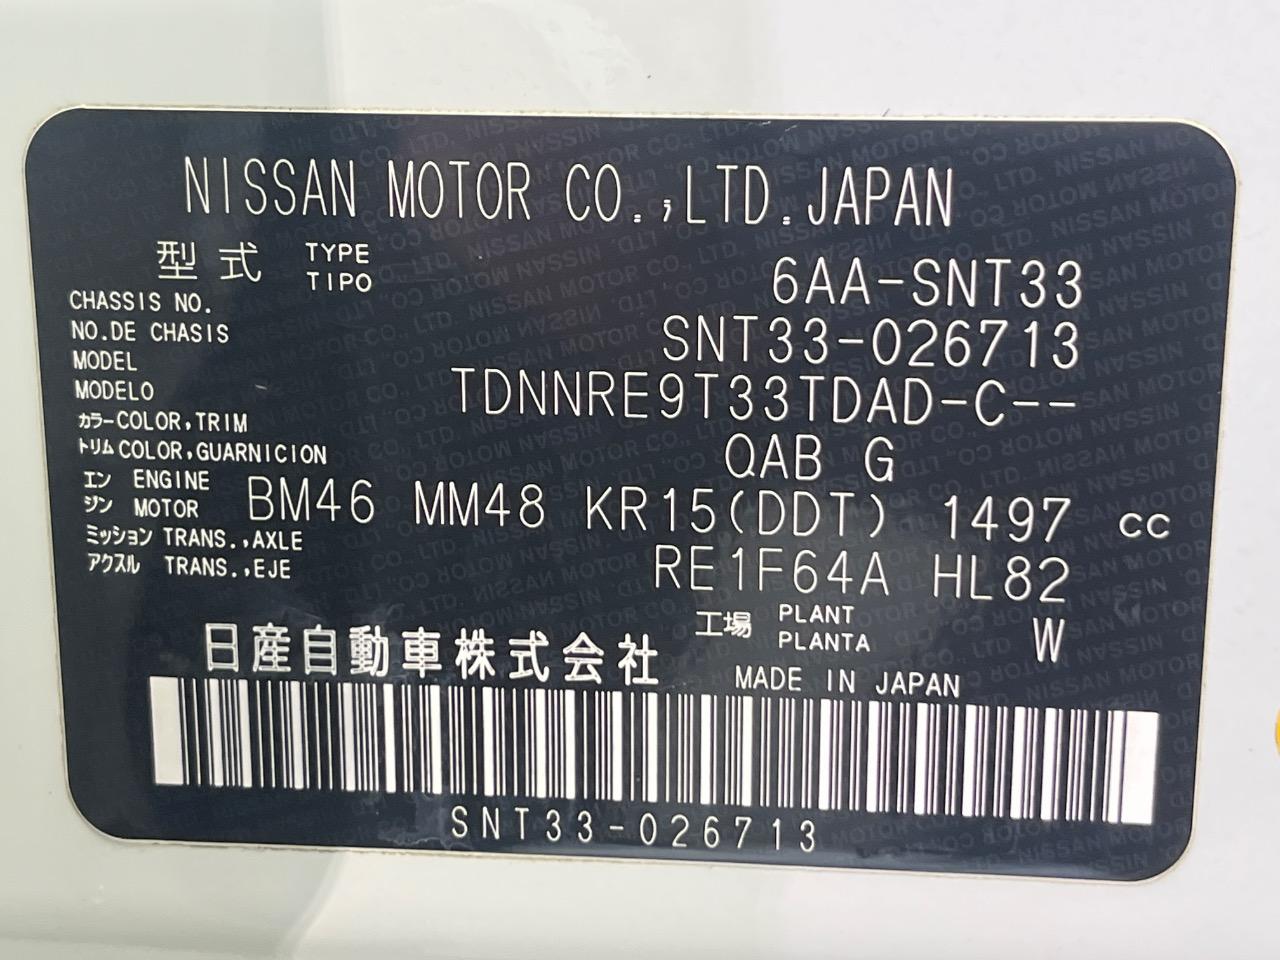 NISSAN MOTOR CO.,LTD.JAPAN
型式 TYPE TIPO 6AA-SNT33
CHASSIS NO.
NO.DE CHASIS SNT33-026713
MODEL
MODELO TDNNRE9T33TDAD-C--
カラー COLOR,TRIM
トリム COLOR,GUARNICION QAB G
エン ENGINE
ジン MOTOR BM46 MM48 KR15(DDT) 1497 cc
ミッション TRANS.,AXLE
アクスル TRANS.,EJE RE1F64A HL82
工場 PLANT PLANTA W
日産自動車株式会社
MADE IN JAPAN
SNT33-026713